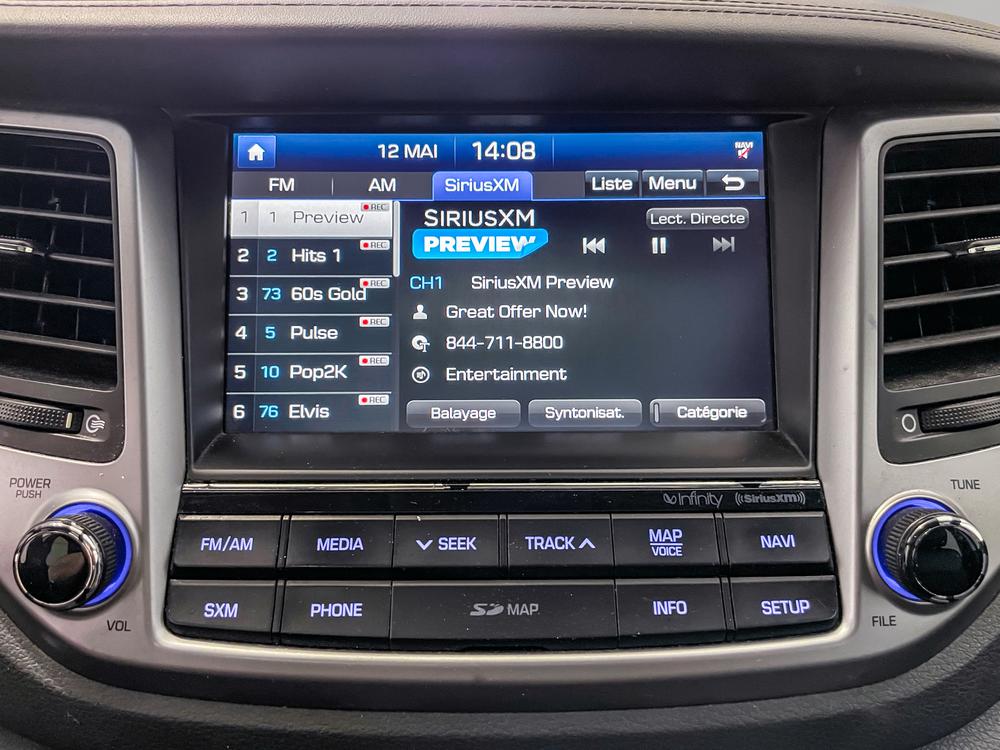 12 MAI 14:08 NAVI
FM AM SiriusXM Liste Menu
1 1 Preview REC
2 2 Hits 1 REC
3 73 60s Gold REC
4 5 Pulse REC
5 10 Pop2K REC
6 76 Elvis REC
SIRIUSXM
PREVIEW
Lect. Directe
CH1 SiriusXM Preview
Great Offer Now!
844-711-8800
Entertainment
Balayage Syntonisat. Catégorie
Infinity ((SiriusXM))
POWER
PUSH
VOL
FM/AM MEDIA SEEK TRACK MAP
VOICE NAVI
SXM PHONE SD MAP INFO SETUP
TUNE
FILE